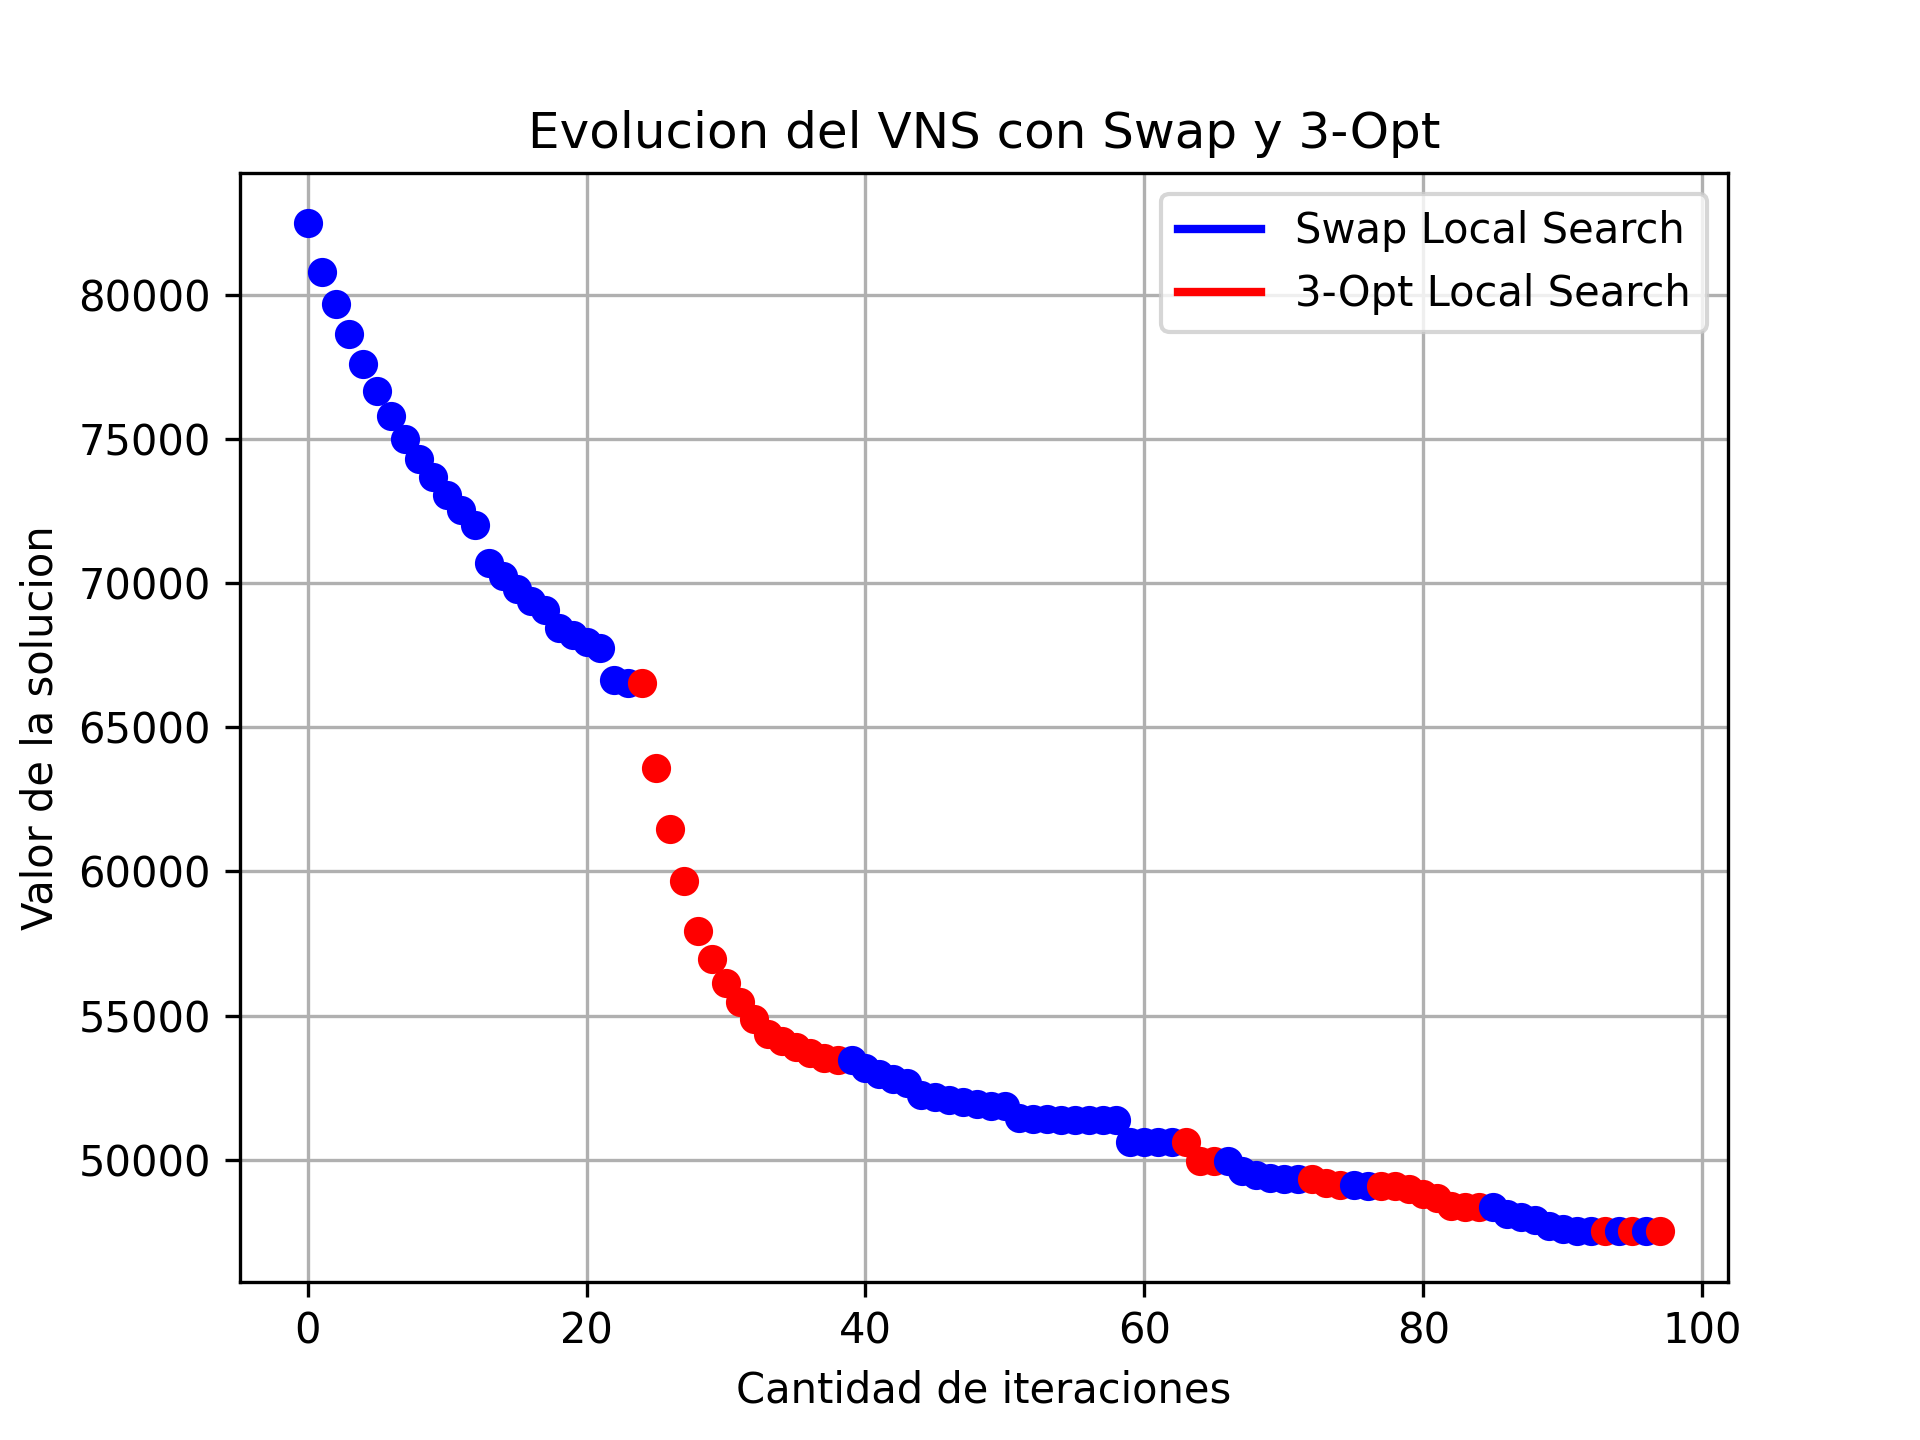 Evolucion del VNS con Swap y 3-Opt
Swap Local Search
3-Opt Local Search
Valor de la solucion
80000
75000
70000
65000
60000
55000
50000
0 20 40 60 80 100
Cantidad de iteraciones